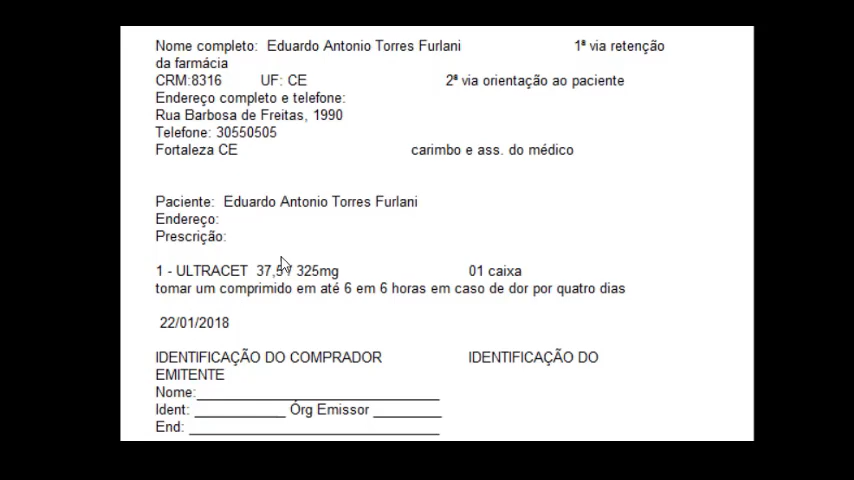 Nome completo: Eduardo Antonio Torres Furlani 1ª via retenção
da farmácia
CRM:8316 UF: CE 2ª via orientação ao paciente
Endereço completo e telefone:
Rua Barbosa de Freitas, 1990
Telefone: 30550505
Fortaleza CE carimbo e ass. do médico
Paciente: Eduardo Antonio Torres Furlani
Endereço:
Prescrição:
1 - ULTRACET 37,5 / 325mg 01 caixa
tomar um comprimido em até 6 em 6 horas em caso de dor por quatro dias
22/01/2018
IDENTIFICAÇÃO DO COMPRADOR IDENTIFICAÇÃO DO
EMITENTE
Nome:
Ident: Órg Emissor
End: